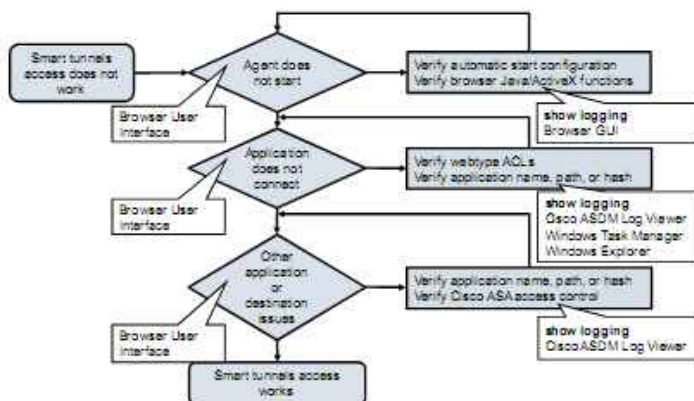 Smart tunnels
access does not
work
Agent does
not start
Verify automatic start configuration
Verify browser Java/ActiveX functions
Browser User
Interface
show logging
Browser GUI
Application
does not
connect
Verify webtype ACLs
Verify application name, path, or hash
Browser User
Interface
show logging
Cisco ASDM Log Viewer
Windows Task Manager
Windows Explorer
Other
application
or
destination
issues
Verify application name, path, or hash
Verify Cisco ASA access control
Browser User
Interface
show logging
Cisco ASDM Log Viewer
Smart tunnels access
works